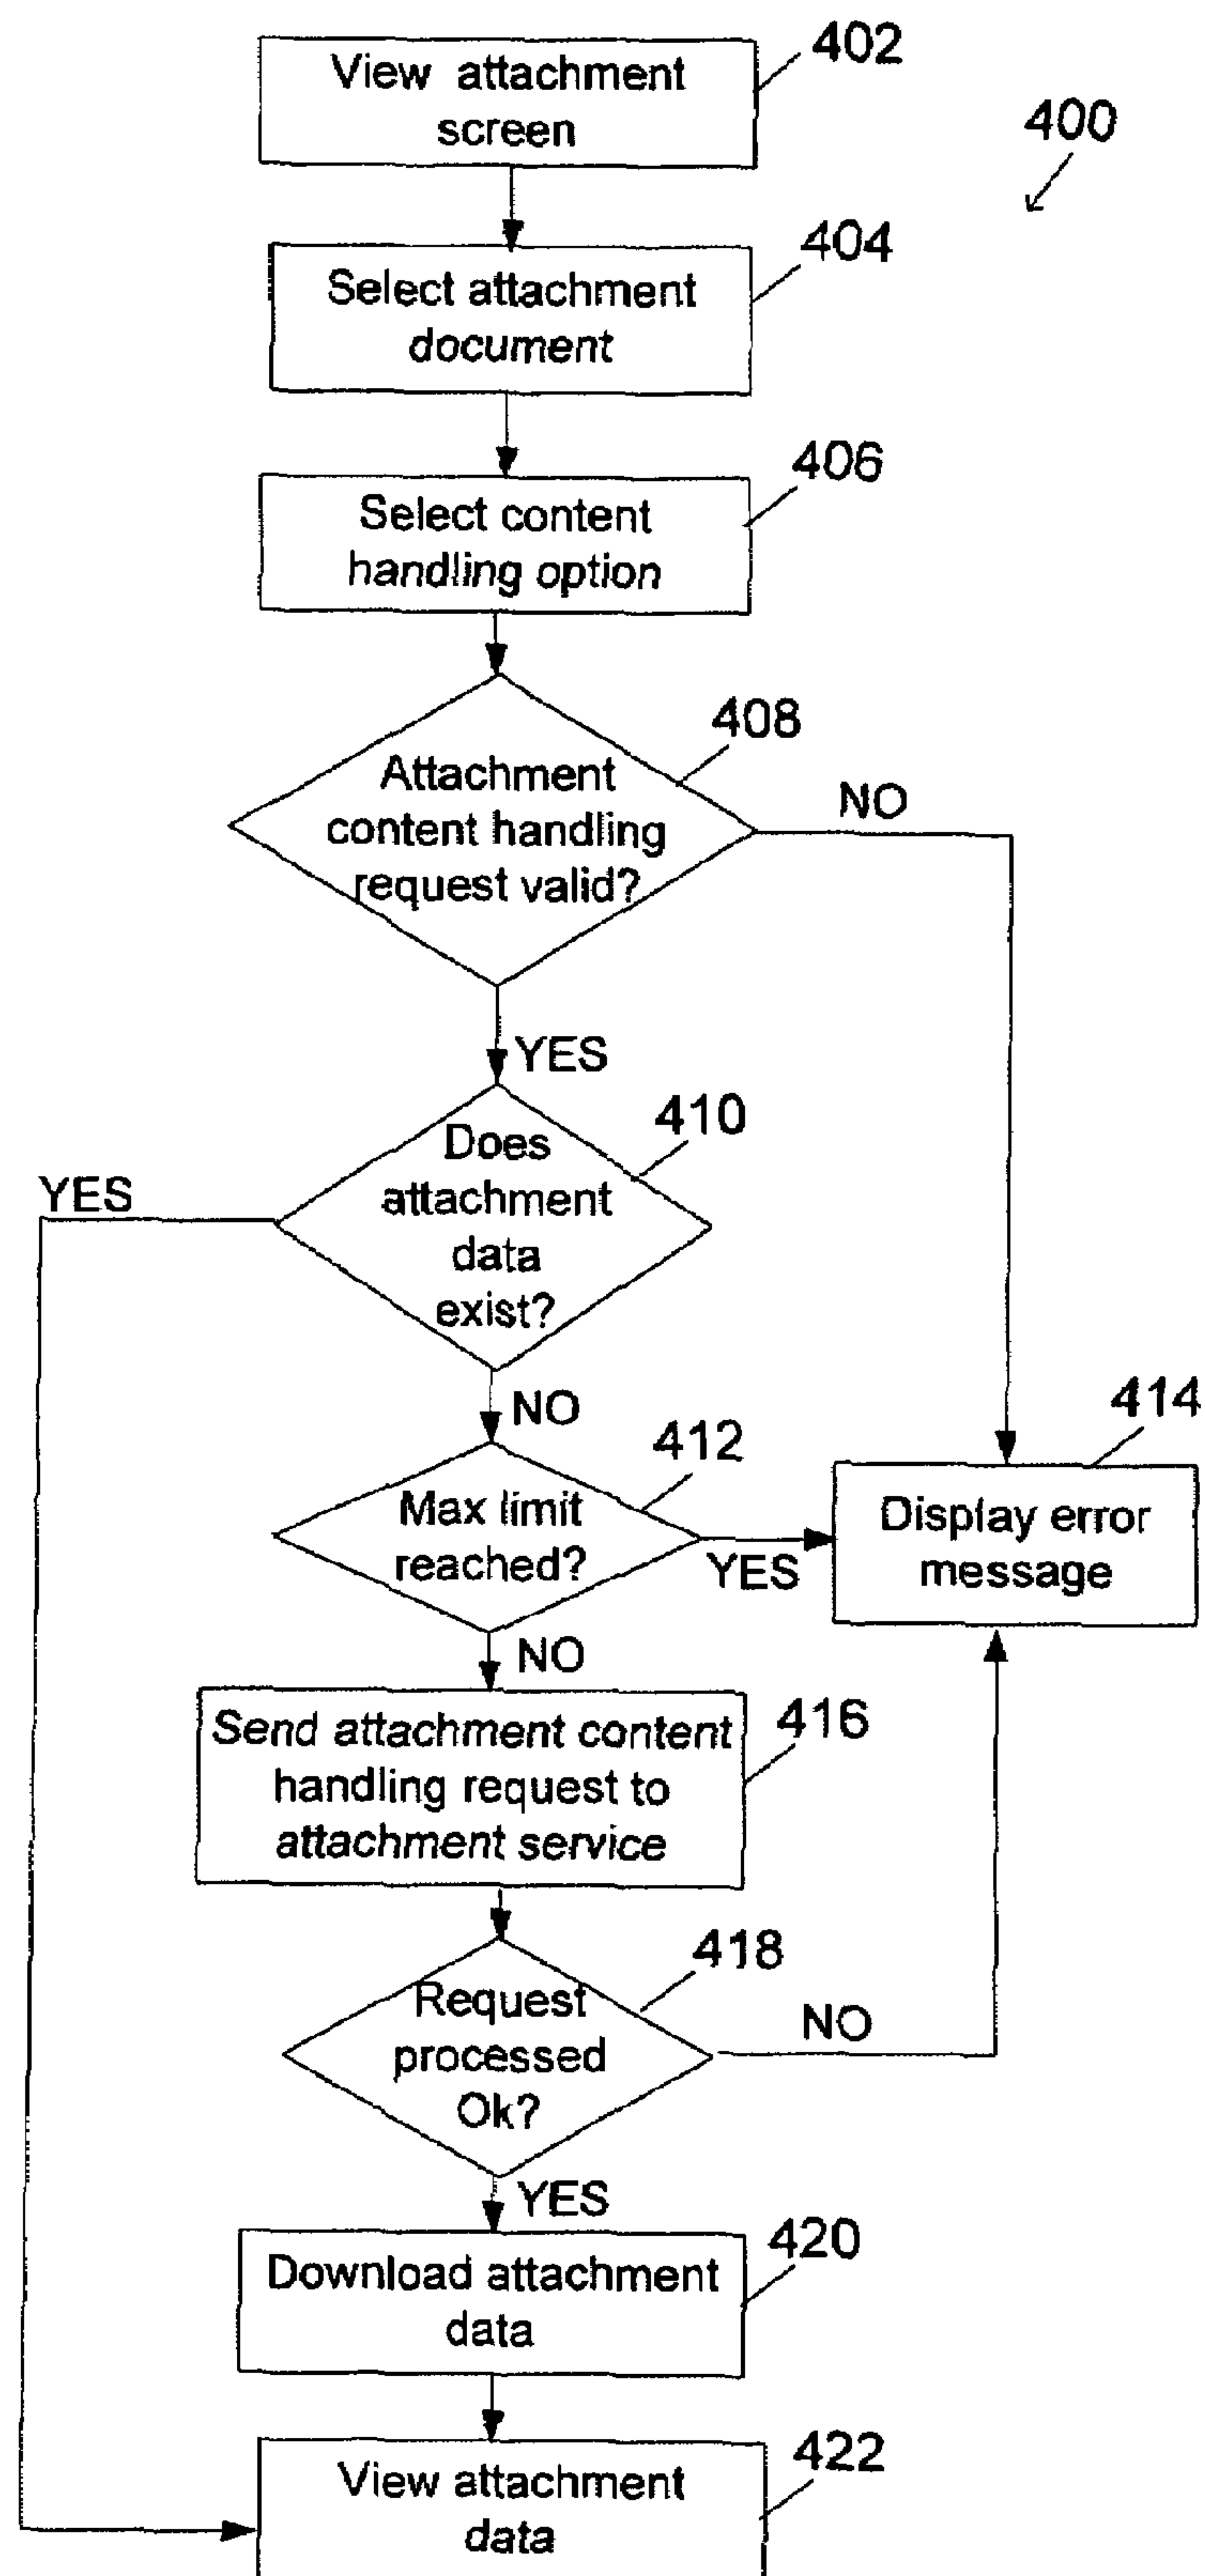 402
View attachment
screen
400
404
Select attachment
document
406
Select content
handling option
408
Attachment
content handling
request valid?
NO
YES
410
Does
attachment
data
exist?
YES
NO
412
Max limit
reached?
YES
414
Display error
message
NO
416
Send attachment content
handling request to
attachment service
418
Request
processed
Ok?
NO
YES
420
Download attachment
data
422
View attachment
data